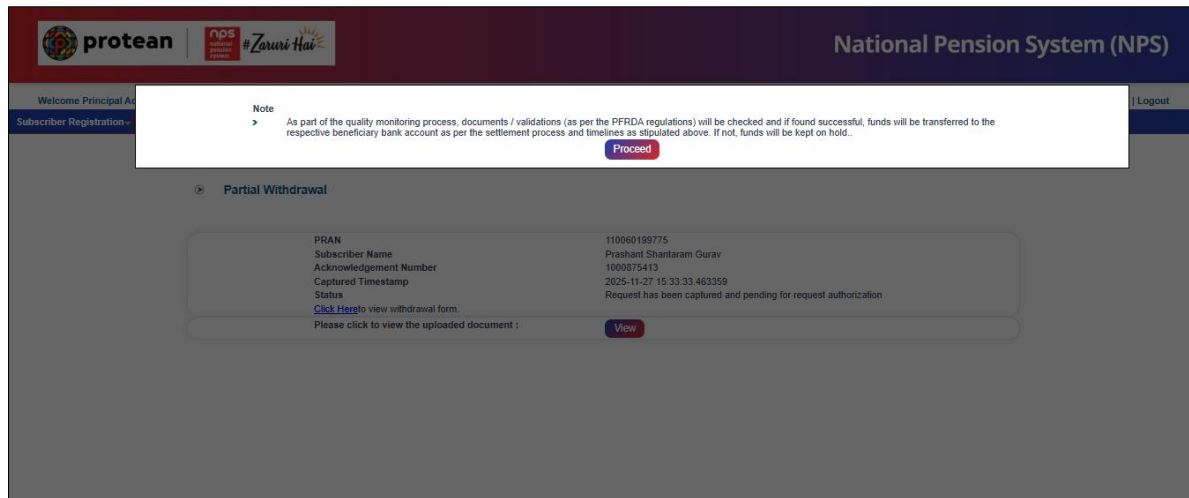 protean
nps
national
pension
system
#Zaruri Hai
National Pension System (NPS)
Welcome Principal Ac
| Logout
Subscriber Registration
Note
As part of the quality monitoring process, documents / validations (as per the PFRDA regulations) will be checked and if found successful, funds will be transferred to the
respective beneficiary bank account as per the settlement process and timelines as stipulated above. If not, funds will be kept on hold..
Proceed
Partial Withdrawal
PRAN 110060199775
Subscriber Name Prashant Shantaram Gurav
Acknowledgement Number 1000875413
Captured Timestamp 2025-11-27 15:33:33.463359
Status Request has been captured and pending for request authorization
Click Hereto view withdrawal form.
Please click to view the uploaded document : View